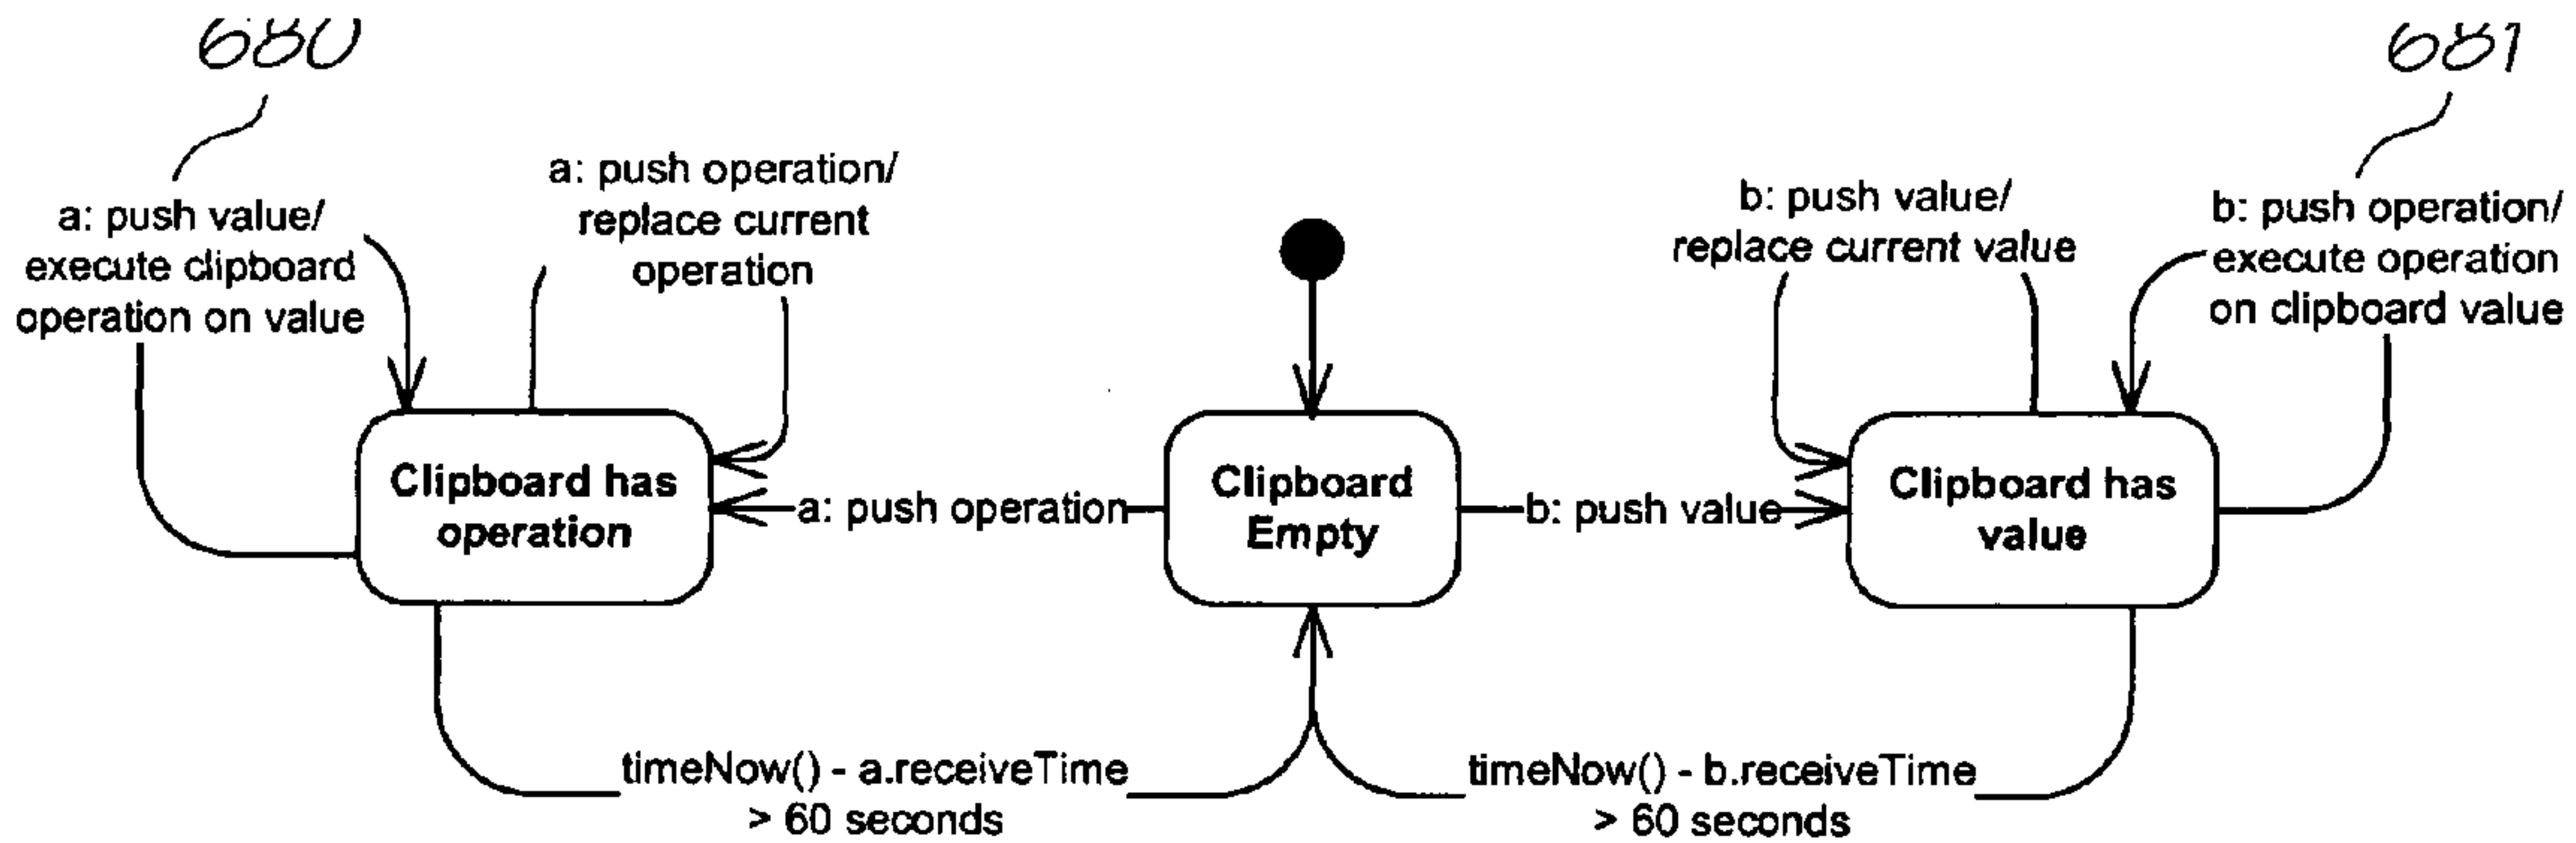 680
681
a: push value/
execute clipboard
operation on value
a: push operation/
replace current
operation
b: push value/
replace current value
b: push operation/
execute operation
on clipboard value
Clipboard has
operation
a: push operation
Clipboard
Empty
b: push value
Clipboard has
value
timeNow() - a.receiveTime
> 60 seconds
timeNow() - b.receiveTime
> 60 seconds